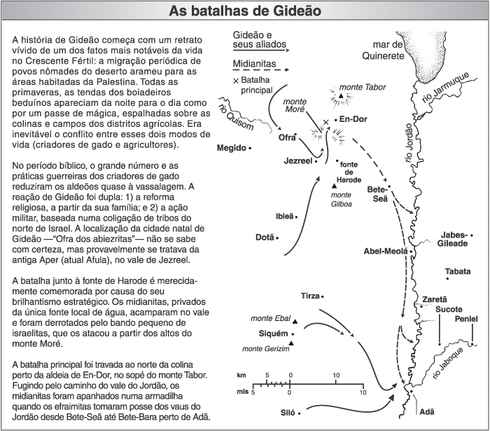 As batalhas de Gideão
A história de Gideão começa com um retrato
vívido de um dos fatos mais notáveis da vida
no Crescente Fértil: a migração periódica de
povos nômades do deserto arameu para as
áreas habitadas da Palestina. Todas as
primaveras, as tendas dos boiadeiros
beduínos apareciam da noite para o dia como
por um passe de mágica, espalhadas sobre as
colinas e campos dos distritos agrícolas. Era
inevitável o conflito entre esses dois modos de
vida (criadores de gado e agricultores).
No período bíblico, o grande número e as
práticas guerreiras dos criadores de gado
reduziram os aldeões quase à vassalagem. A
reação de Gideão foi dupla: 1) a reforma
religiosa, a partir da sua família; e 2) a ação
militar, baseada numa coligação de tribos do
norte de Israel. A localização da cidade natal de
Gideão —"Ofra dos abiezritas"— não se sabe
com certeza, mas provavelmente se tratava da
antiga Aper (atual Afula), no vale de Jezreel.
A batalha junto à fonte de Harode é merecida-
mente comemorada por causa do seu
brilhantismo estratégico. Os midianitas, privados
da única fonte local de água, acamparam no vale
e foram derrotados pelo bando pequeno de
israelitas, que os atacou a partir dos altos do
monte Moré.
A batalha principal foi travada ao norte da colina
perto da aldeia de En-Dor, no sopé do monte Tabor.
Fugindo pelo caminho do vale do Jordão, os
midianitas foram apanhados numa armadilha
quando os efraimitas tomaram posse dos vaus do
Jordão desde Bete-Seã até Bete-Bara perto de Adã.
Gideão e
seus aliados
Midianitas
× Batalha
principal
mar de
Quinerete
monte Tabor
rio Jarmuque
rio Quisom
monte
Moré
En-Dor
Ofra
rio Jordão
Megido
Jezreel
fonte
de
Harode
monte
Gilboa
Bete-
Seã
Ibleã
Dotã
Jabes-
Gileade
Abel-Meolá
Tabata
Tirza
Zaretã
Sucote
Peniel
monte Ebal
Siquém
monte Gerizim
rio Jaboque
km
0
10
mls
5
0
10
Siló
Adã